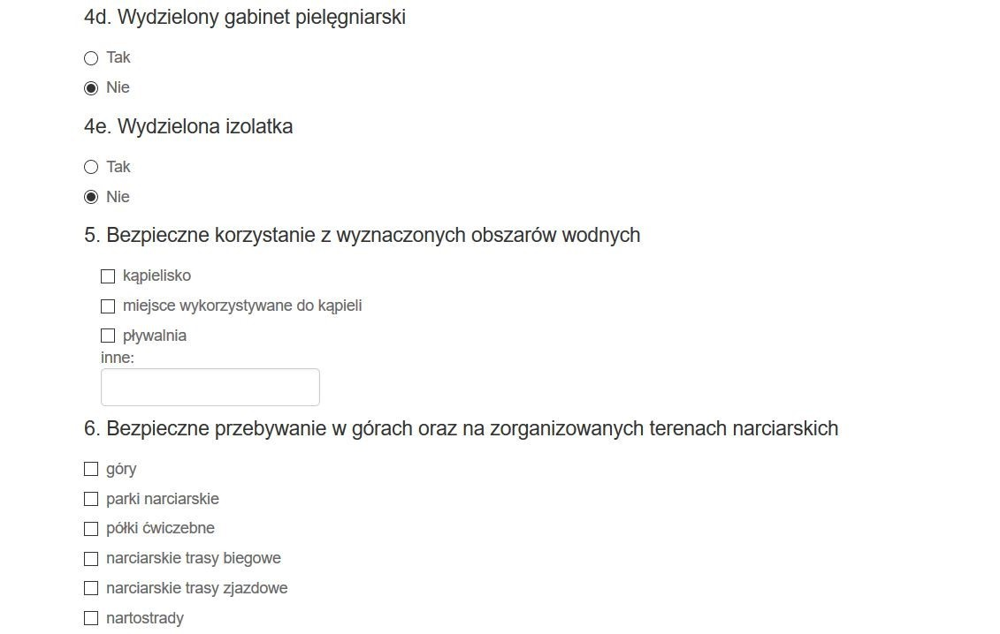 4d. Wydzielony gabinet pielęgniarski
Tak
Nie
4e. Wydzielona izolatka
Tak
Nie
5. Bezpieczne korzystanie z wyznaczonych obszarów wodnych
kąpielisko
miejsce wykorzystywane do kąpieli
pływalnia
inne:
6. Bezpieczne przebywanie w górach oraz na zorganizowanych terenach narciarskich
góry
parki narciarskie
półki ćwiczebne
narciarskie trasy biegowe
narciarskie trasy zjazdowe
nartostrady